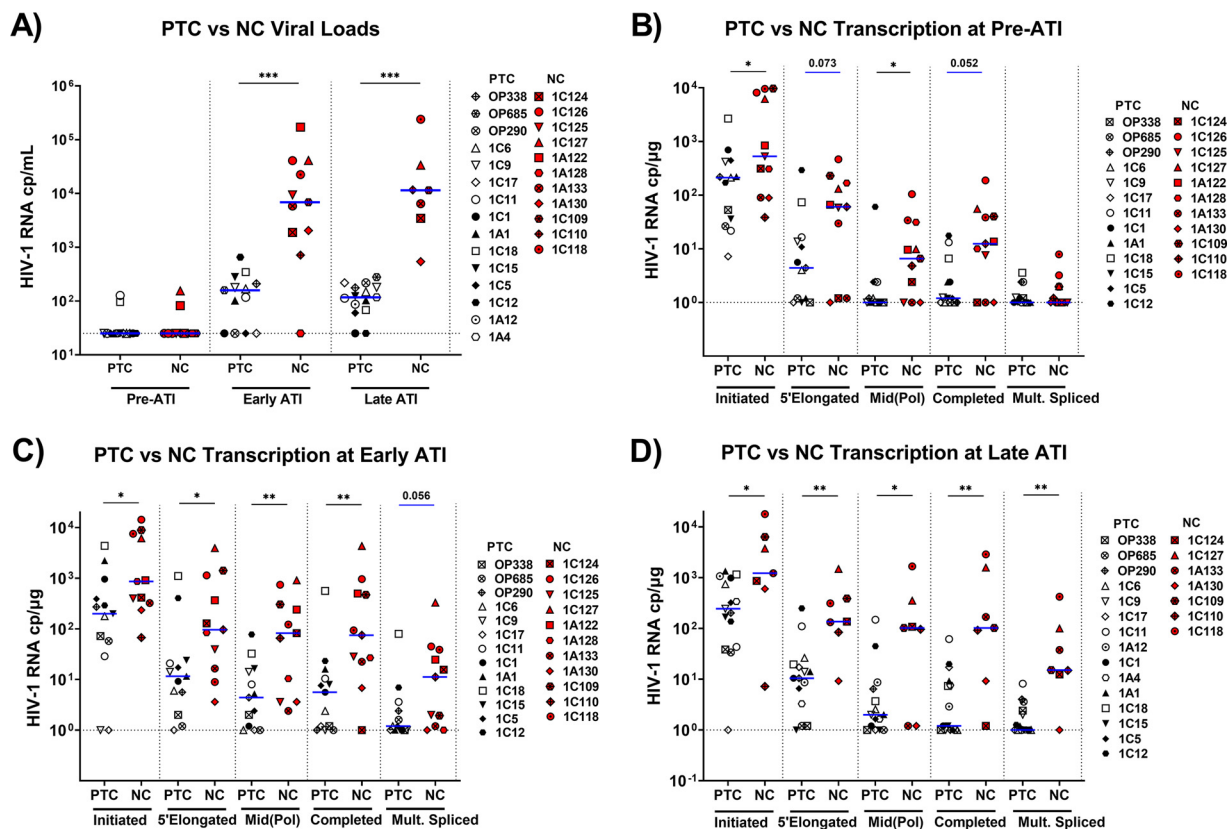 A)
PTC vs NC Viral Loads
HIV-1 RNA cp/mL
10⁶
10⁵
10⁴
10³
10²
10¹
***
***
PTC NC PTC NC PTC NC
Pre-ATI Early ATI Late ATI
PTC NC
OP338 1C124
OP685 1C126
OP290 1C125
1C6 1C127
1C9 1A122
1C17 1A128
1C11 1A133
1C1 1A130
1A1 1C109
1C18 1C110
1C15 1C118
1C5
1C12
1A12
1A4
B)
PTC vs NC Transcription at Pre-ATI
HIV-1 RNA cp/µg
10⁴
10³
10²
10¹
10⁰
10⁻¹
*
0.073
*
0.052
PTC NC PTC NC PTC NC PTC NC PTC NC
Initiated 5'Elongated Mid(Pol) Completed Mult. Spliced
PTC NC
OP338 1C124
OP685 1C126
OP290 1C125
1C6 1C127
1C9 1A122
1C17 1A128
1C11 1A133
1C1 1A130
1A1 1C109
1C18 1C110
1C15 1C118
1C5
1C12
C)
PTC vs NC Transcription at Early ATI
HIV-1 RNA cp/µg
10⁴
10³
10²
10¹
10⁰
10⁻¹
*
*
**
**
0.056
PTC NC PTC NC PTC NC PTC NC PTC NC
Initiated 5'Elongated Mid(Pol) Completed Mult. Spliced
PTC NC
OP338 1C124
OP685 1C126
OP290 1C125
1C6 1C127
1C9 1A122
1C17 1A128
1C11 1A133
1C1 1A130
1A1 1C109
1C18 1C118
1C15
1C5
1C12
D)
PTC vs NC Transcription at Late ATI
HIV-1 RNA cp/µg
10⁴
10³
10²
10¹
10⁰
10⁻¹
*
**
*
**
**
PTC NC PTC NC PTC NC PTC NC PTC NC
Initiated 5'Elongated Mid(Pol) Completed Mult. Spliced
PTC NC
OP338 1C124
OP685 1C127
OP290 1A133
1C6 1A130
1C9 1C109
1C17 1C110
1C11 1C118
1A12
1A4
1C1
1A1
1C18
1C15
1C5
1C12